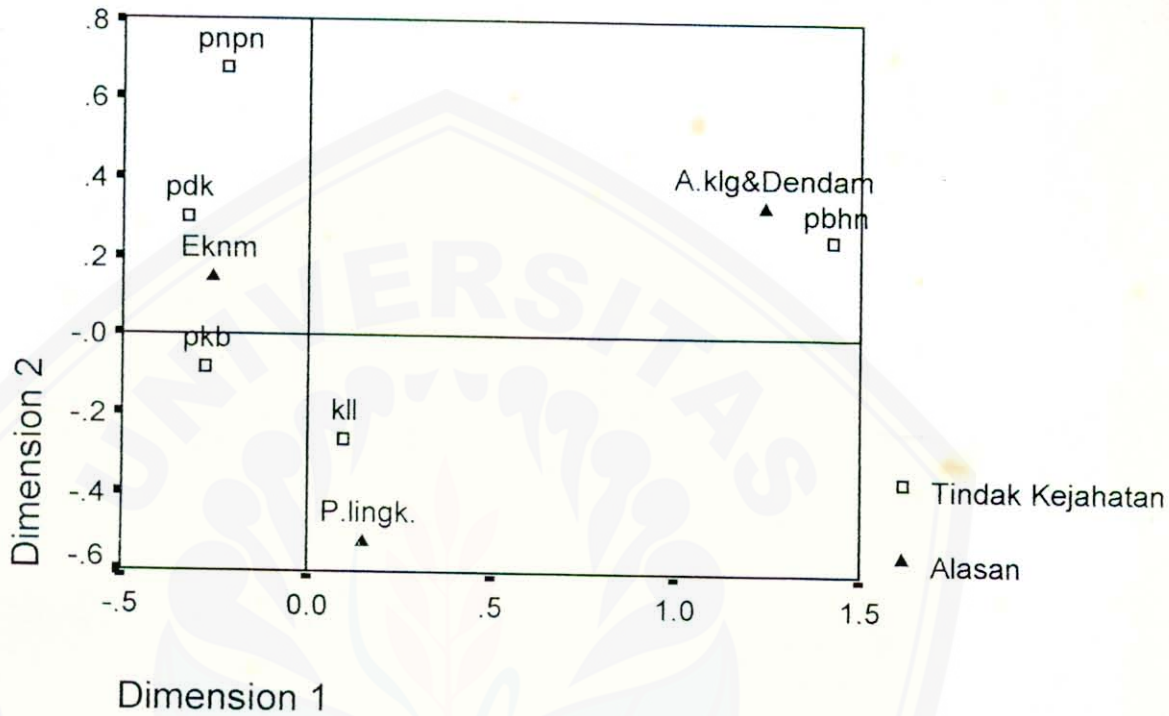 .8
pnpn
.6
.4
pdk
A.klg&Dendam
pbhn
Eknm
.2
-.0
pkb
-.2
kll
-.4
P.lingk.
-.6
Dimension 2
-.5
0.0
.5
1.0
1.5
Dimension 1
Tindak Kejahatan
Alasan
UNIVERSITAS